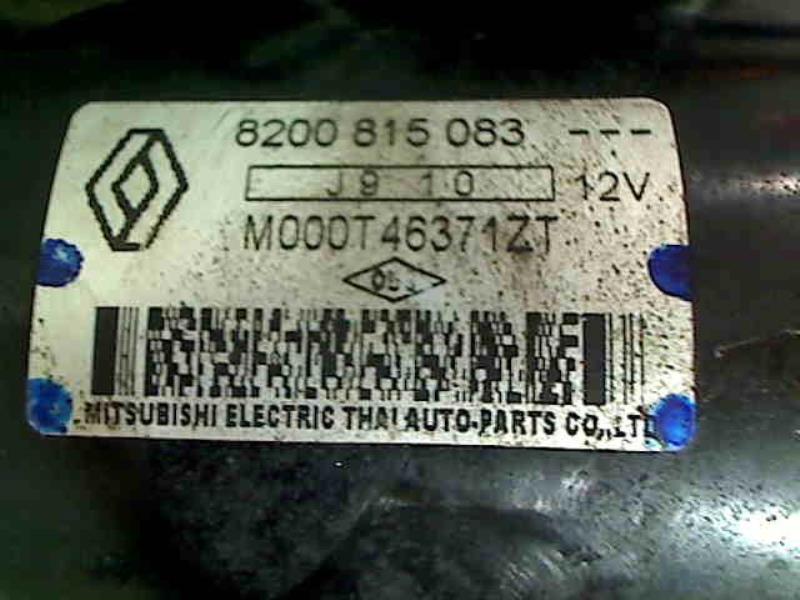 8200 815 083 ---
J9 10 12V
M000T46371ZT
MITSUBISHI ELECTRIC THAI AUTO-PARTS CO.,LTD